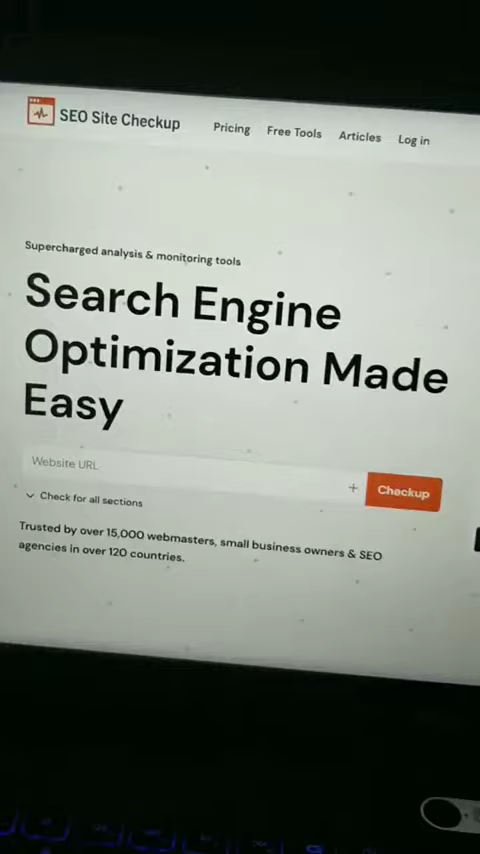 SEO Site Checkup
Pricing
Free Tools
Articles
Log in
Supercharged analysis & monitoring tools
Search Engine
Optimization Made
Easy
Website URL
+
Checkup
Check for all sections
Trusted by over 15,000 webmasters, small business owners & SEO
agencies in over 120 countries.